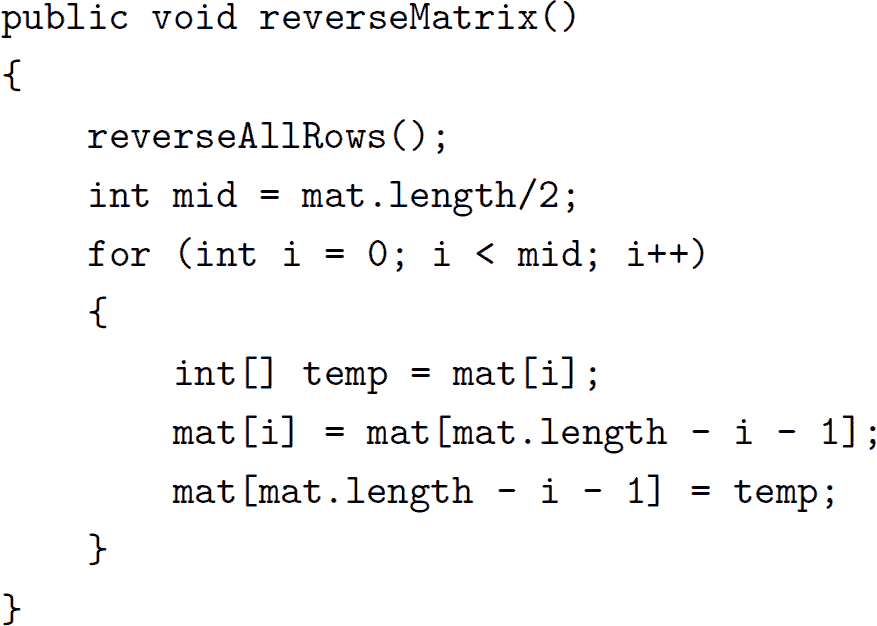 public void reverseMatrix()
{
    reverseAllRows();
    int mid = mat.length/2;
    for (int i = 0; i < mid; i++)
    {
        int[] temp = mat[i];
        mat[i] = mat[mat.length - i - 1];
        mat[mat.length - i - 1] = temp;
    }
}